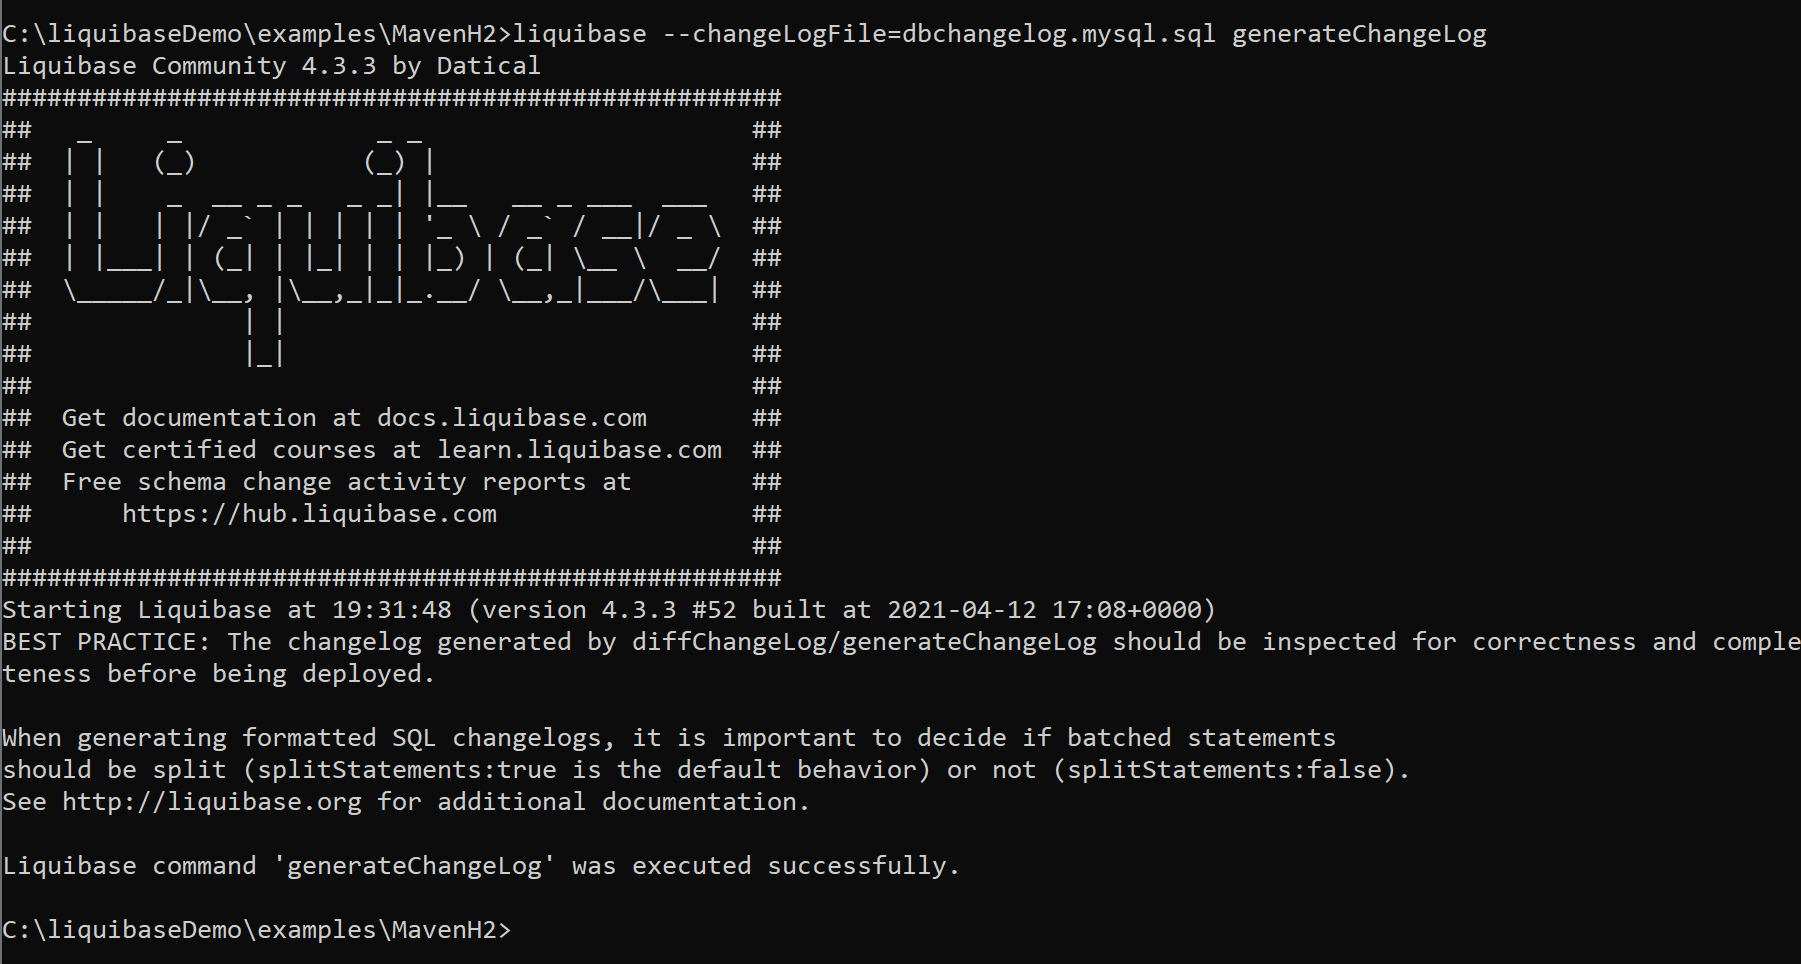 C:\liquibaseDemo\examples\MavenH2>liquibase --changeLogFile=dbchangelog.mysql.sql generateChangeLog
Liquibase Community 4.3.3 by Datical
####################################################
##   _     _             _ _                      ##
##  | |   (_)           (_) |                     ##
##  | |    _  __ _ _   _ _| |__   __ _ ___  ___   ##
##  | |   | |/ _` | | | | | '_ \ / _` / __|/ _ \  ##
##  | |___| | (_| | |_| | | |_) | (_| \__ \  __/  ##
##  \_____/_|\__, |\__,_|_|_.__/ \__,_|___/\___|  ##
##              | |                               ##
##              |_|                               ##
##                                                ##
##  Get documentation at docs.liquibase.com       ##
##  Get certified courses at learn.liquibase.com  ##
##  Free schema change activity reports at        ##
##      https://hub.liquibase.com                 ##
##                                                ##
####################################################
Starting Liquibase at 19:31:48 (version 4.3.3 #52 built at 2021-04-12 17:08+0000)
BEST PRACTICE: The changelog generated by diffChangeLog/generateChangeLog should be inspected for correctness and comple
teness before being deployed.

When generating formatted SQL changelogs, it is important to decide if batched statements
should be split (splitStatements:true is the default behavior) or not (splitStatements:false).
See http://liquibase.org for additional documentation.

Liquibase command 'generateChangeLog' was executed successfully.

C:\liquibaseDemo\examples\MavenH2>